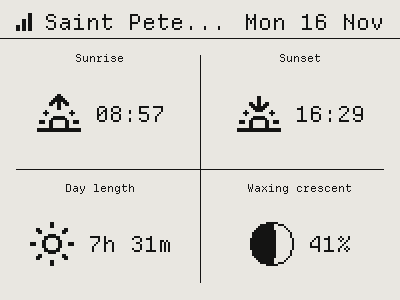 Saint Pete... Mon 16 Nov
Sunrise
08:57
Sunset
16:29
Day length
7h 31m
Waxing crescent
41%